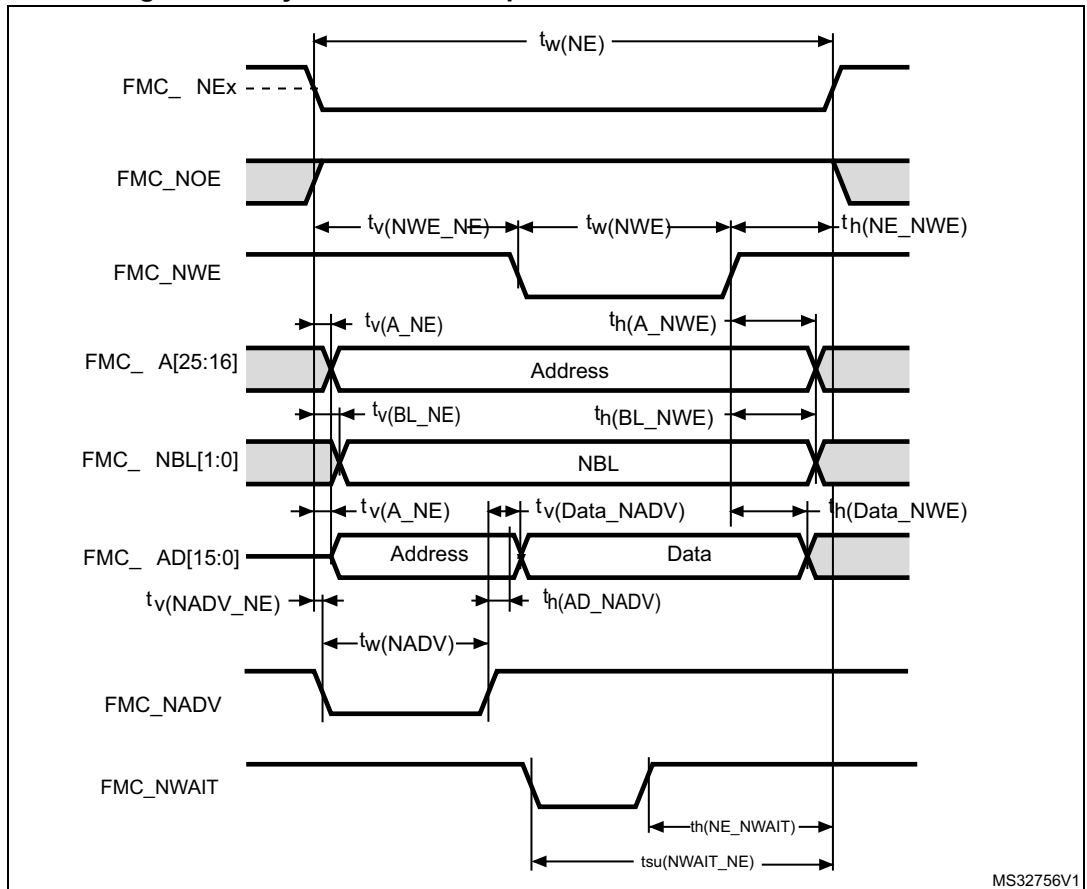 tw(NE)
FMC_ NEx
FMC_NOE
tv(NWE_NE) tw(NWE) th(NE_NWE)
FMC_NWE
tv(A_NE) th(A_NWE)
FMC_ A[25:16] Address
tv(BL_NE) th(BL_NWE)
FMC_ NBL[1:0] NBL
tv(A_NE) tv(Data_NADV) th(Data_NWE)
FMC_ AD[15:0] Address Data
tv(NADV_NE) th(AD_NADV)
tw(NADV)
FMC_NADV
FMC_NWAIT
th(NE_NWAIT)
tsu(NWAIT_NE)
MS32756V1